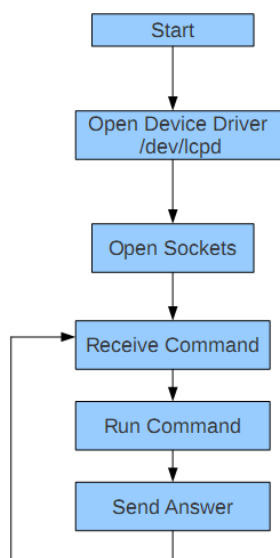 Start
Open Device Driver
/dev/lcpd
Open Sockets
Receive Command
Run Command
Send Answer